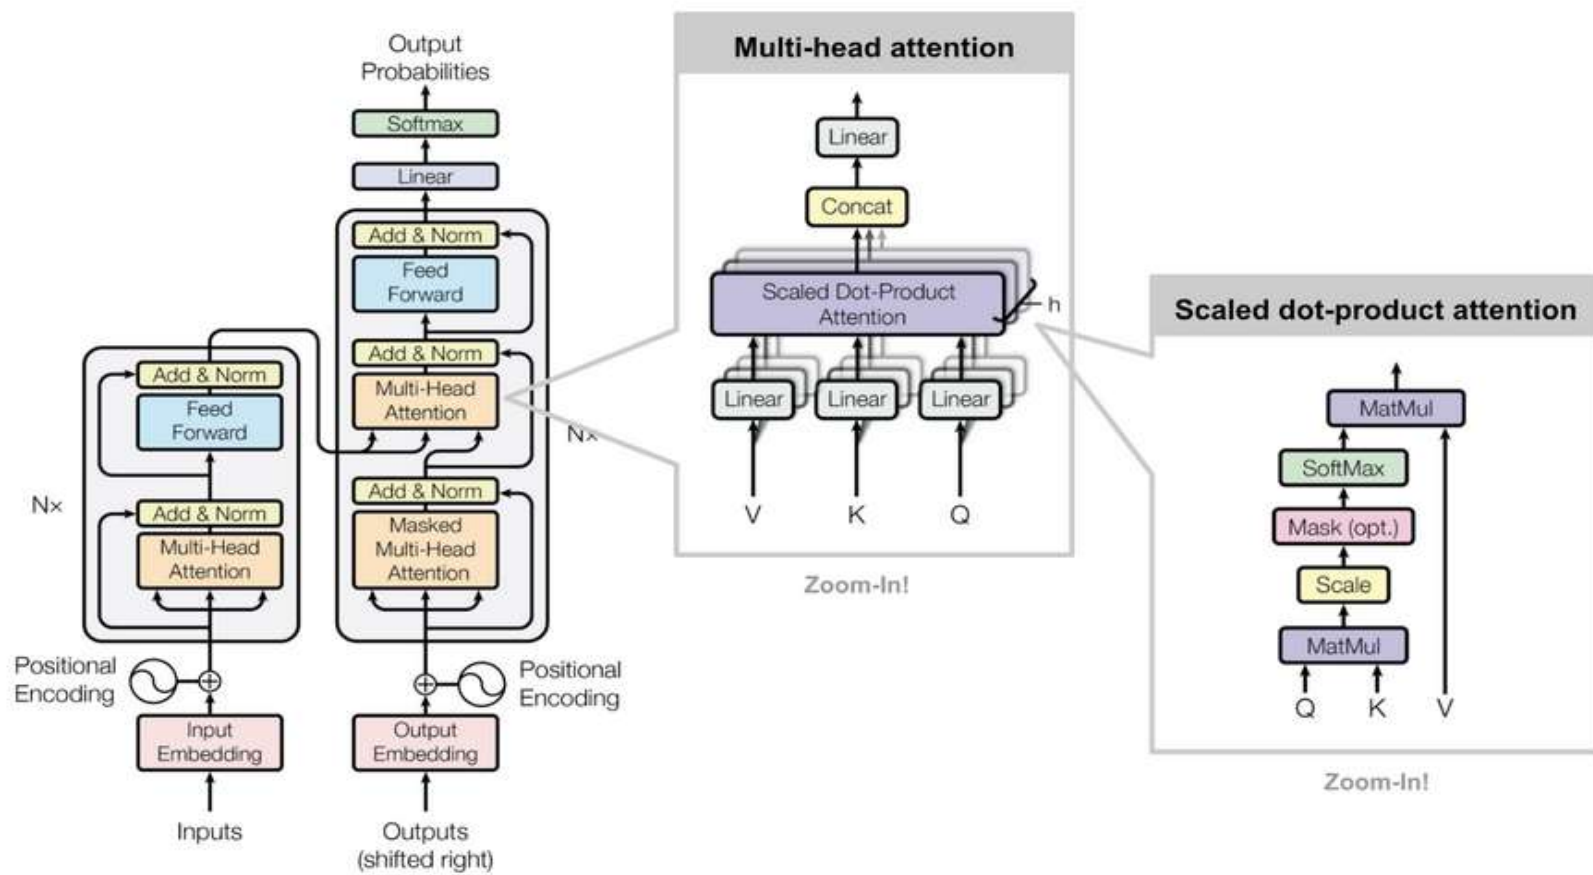 Output
Probabilities
Softmax
Linear
Add & Norm
Feed
Forward
Add & Norm
Multi-Head
Attention
Nx
Add & Norm
Masked
Multi-Head
Attention
Positional
Encoding
Output
Embedding
Outputs
(shifted right)
Add & Norm
Feed
Forward
Nx
Add & Norm
Multi-Head
Attention
Positional
Encoding
Input
Embedding
Inputs
Multi-head attention
Linear
Concat
Scaled Dot-Product
Attention
h
Linear
Linear
Linear
V
K
Q
Zoom-In!
Scaled dot-product attention
MatMul
SoftMax
Mask (opt.)
Scale
MatMul
Q
K
V
Zoom-In!